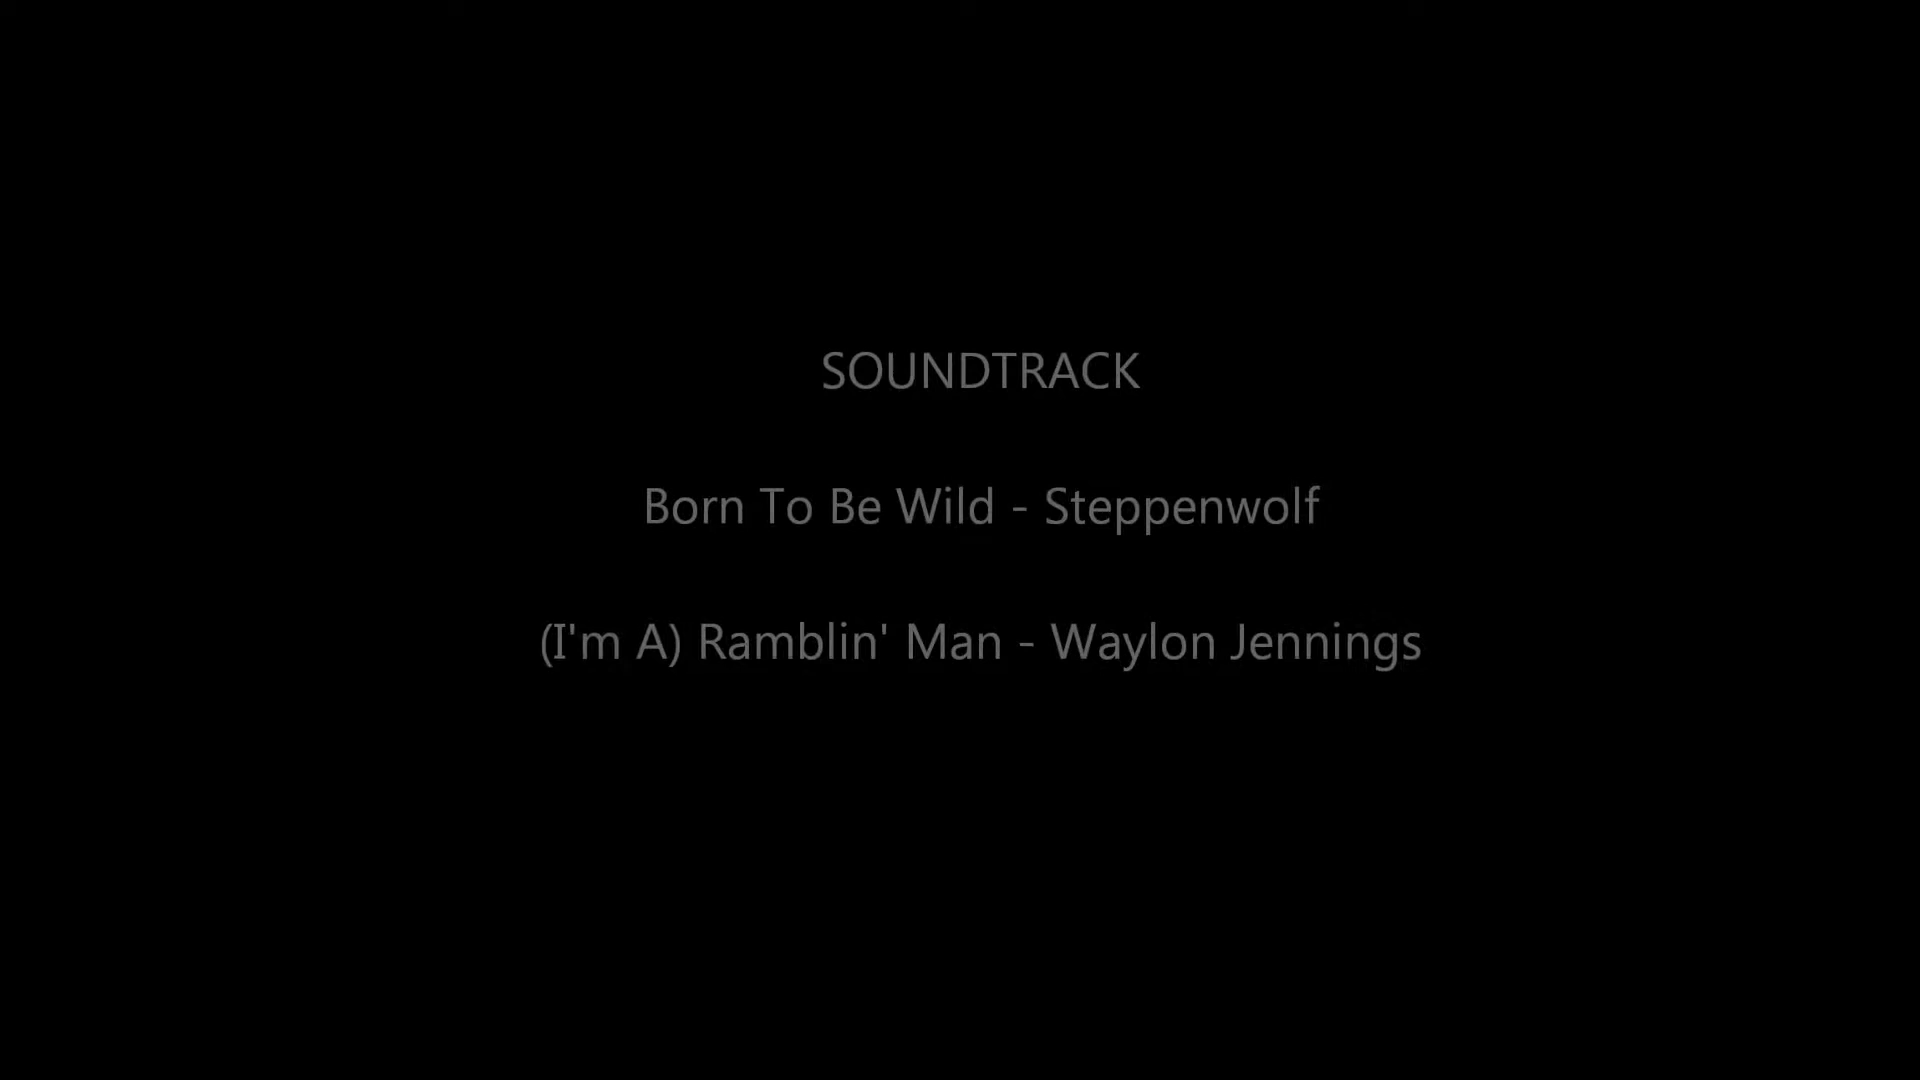 SOUNDTRACK
Born To Be Wild - Steppenwolf
(I'm A) Ramblin' Man - Waylon Jennings